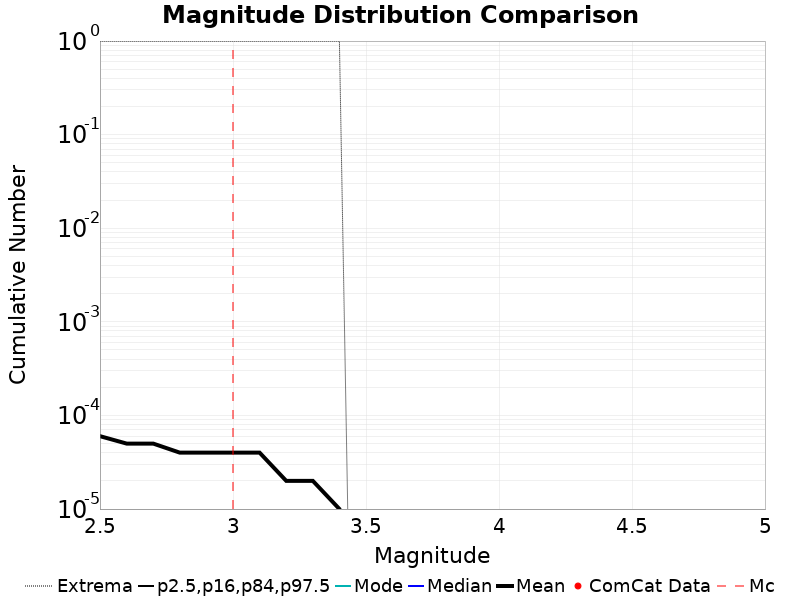 Magnitude Distribution Comparison
10^0
10^-1
10^-2
10^-3
10^-4
10^-5
Cumulative Number
2.5 3 3.5 4 4.5 5
Magnitude
Extrema p2.5,p16,p84,p97.5 Mode Median Mean ComCat Data Mc